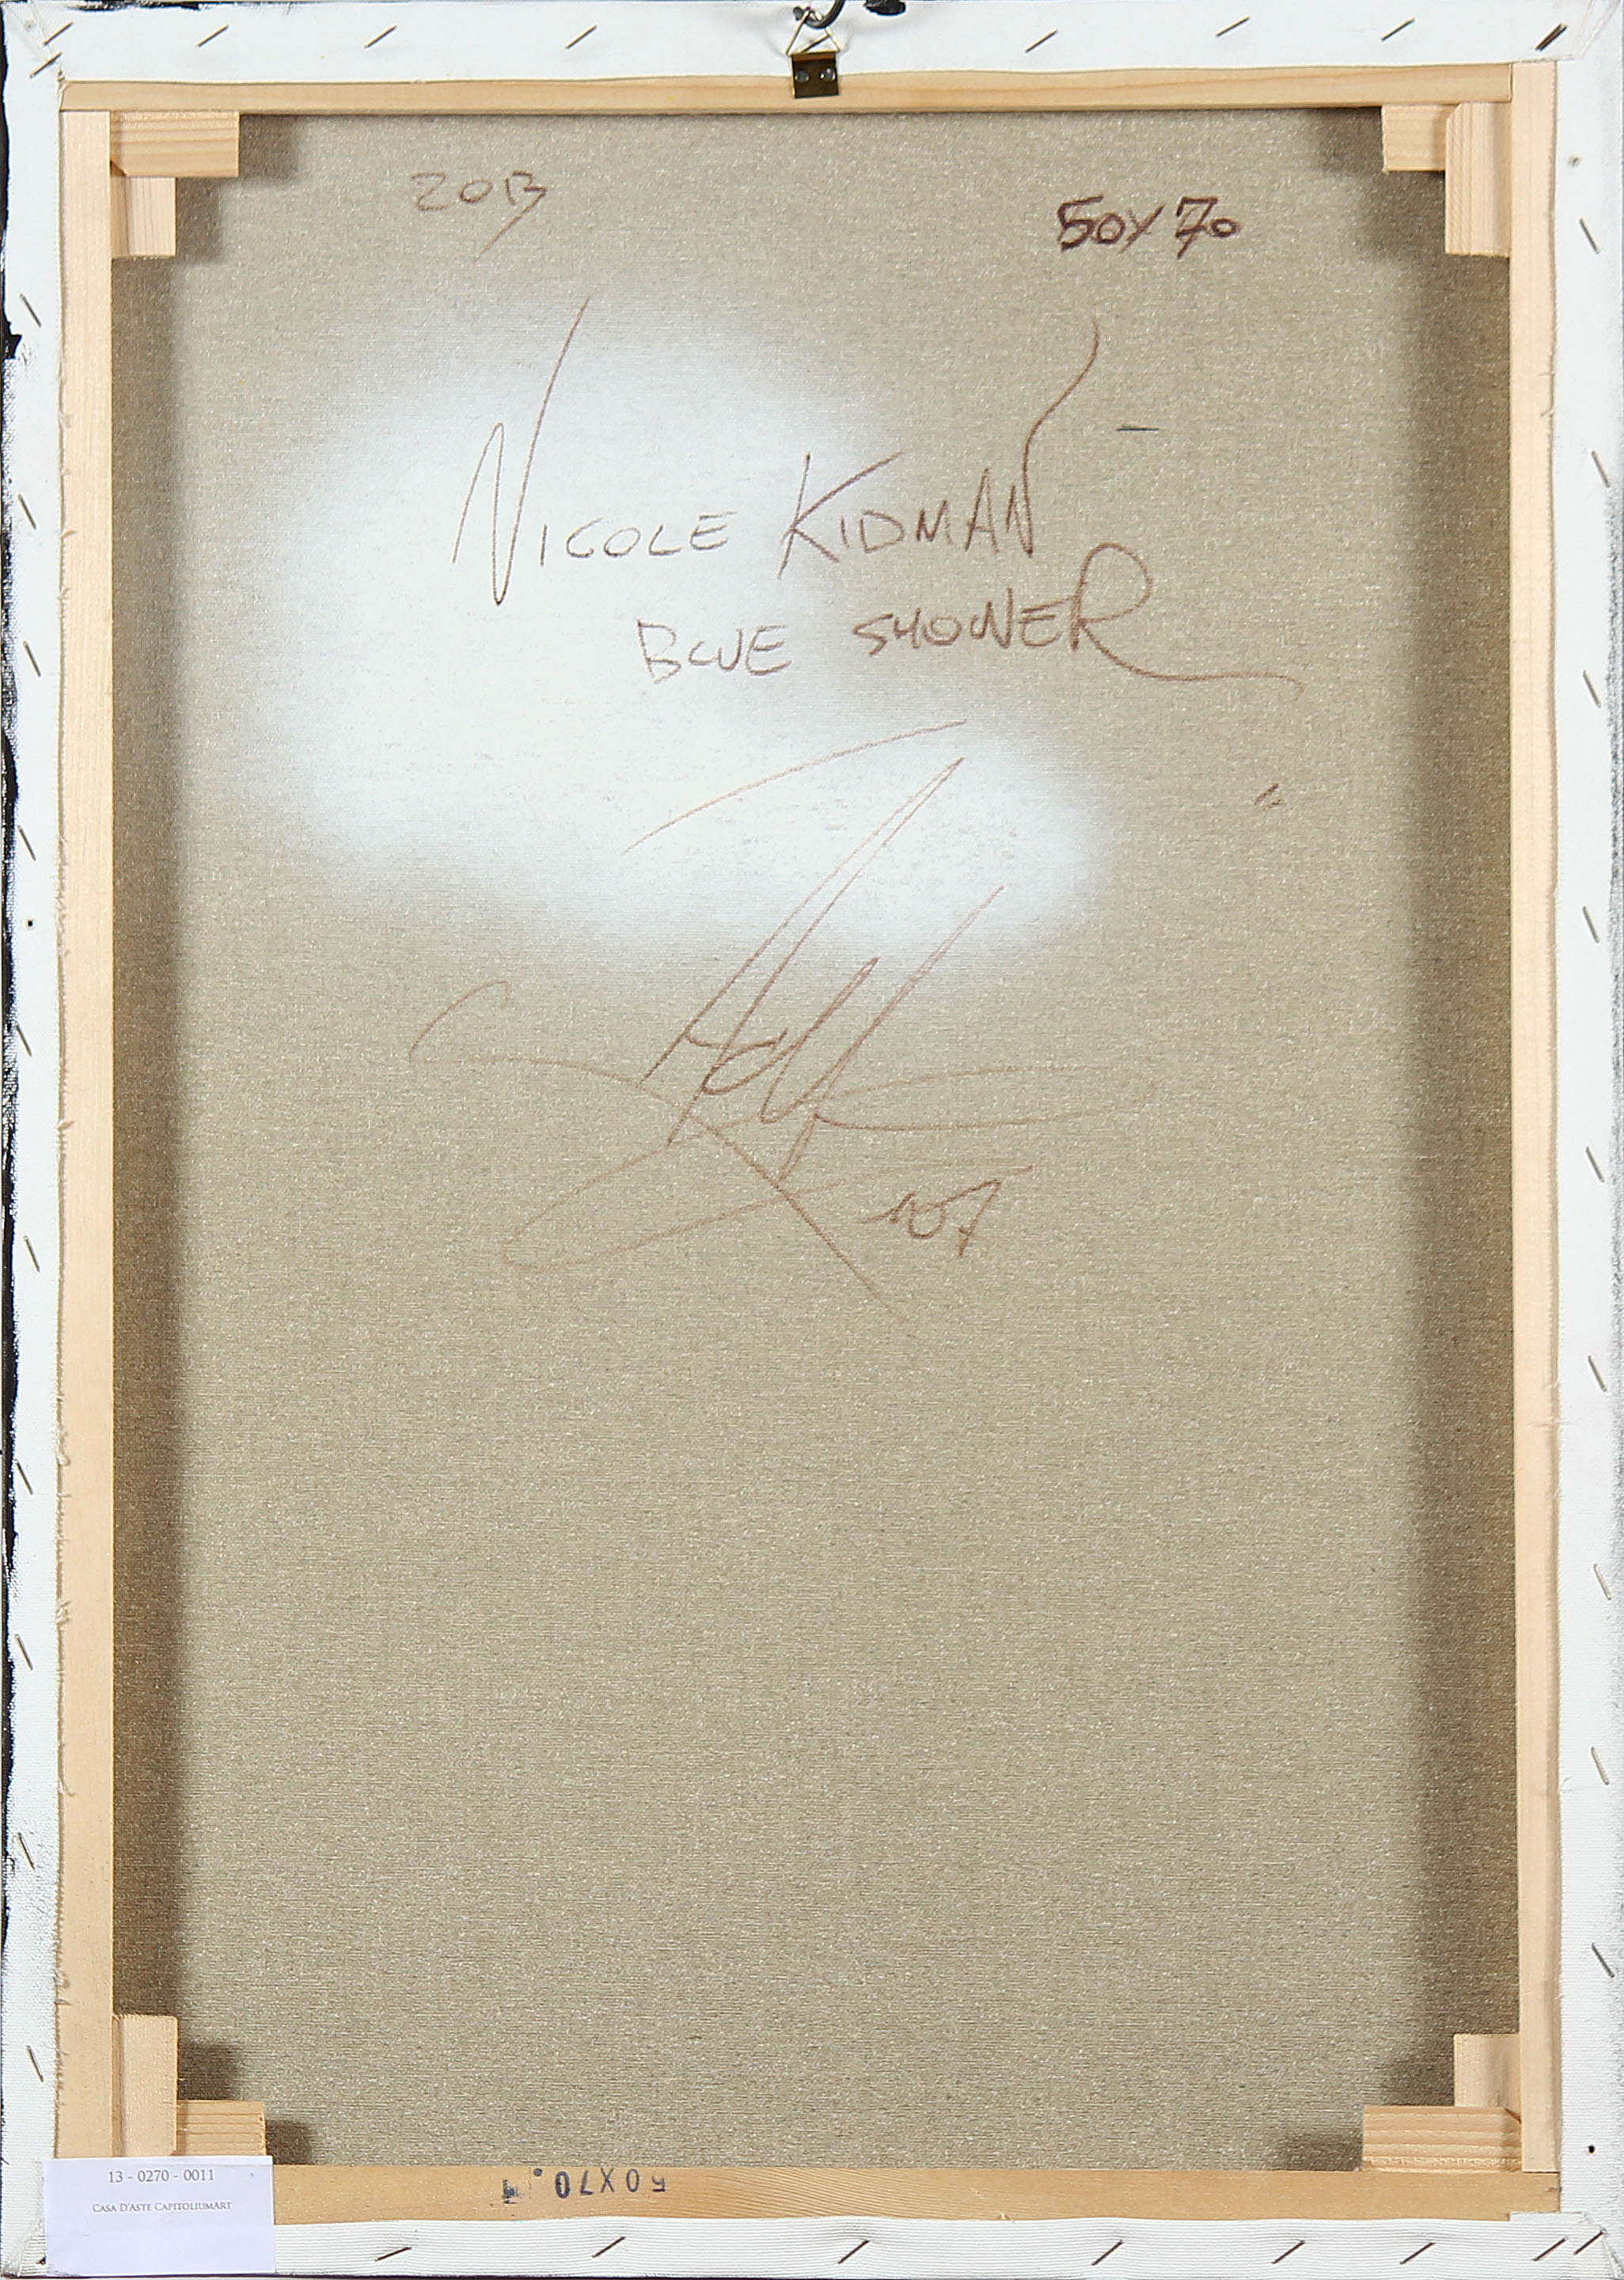 2013
50X70
NICOLE KIDMAN
BLUE SHOWER
107
13 - 0270 - 0011
CASA D'ASTE CAPITOLIUMART
50X70.